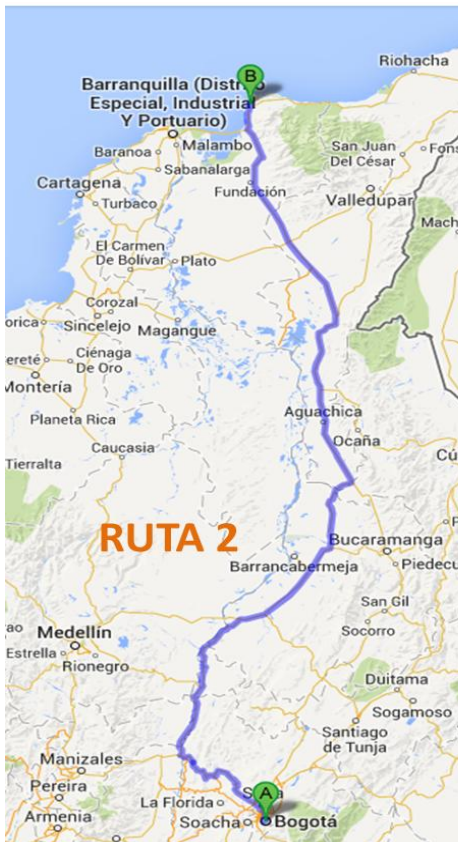 B
Riohacha
Barranquilla (Distrito
Especial, Industrial
Y Portuario)
Malambo
Baranoa
San Juan
Del César
Sabanalarga
Cartagena
Fundación
Turbaco
Valledupar
El Carmen
De Bolívar
Plato
Corozal
Sincelejo
Magangue
Ciénaga
De Oro
Montería
Aguachica
Planeta Rica
Ocaña
Caucasia
Tierralta
RUTA 2
Bucaramanga
Barrancabermeja
San Gil
Medellín
Socorro
Estrella
Rionegro
Duitama
Sogamoso
Santiago
de Tunja
Manizales
Pereira
La Florida
A
Armenia
Soacha
Bogotá